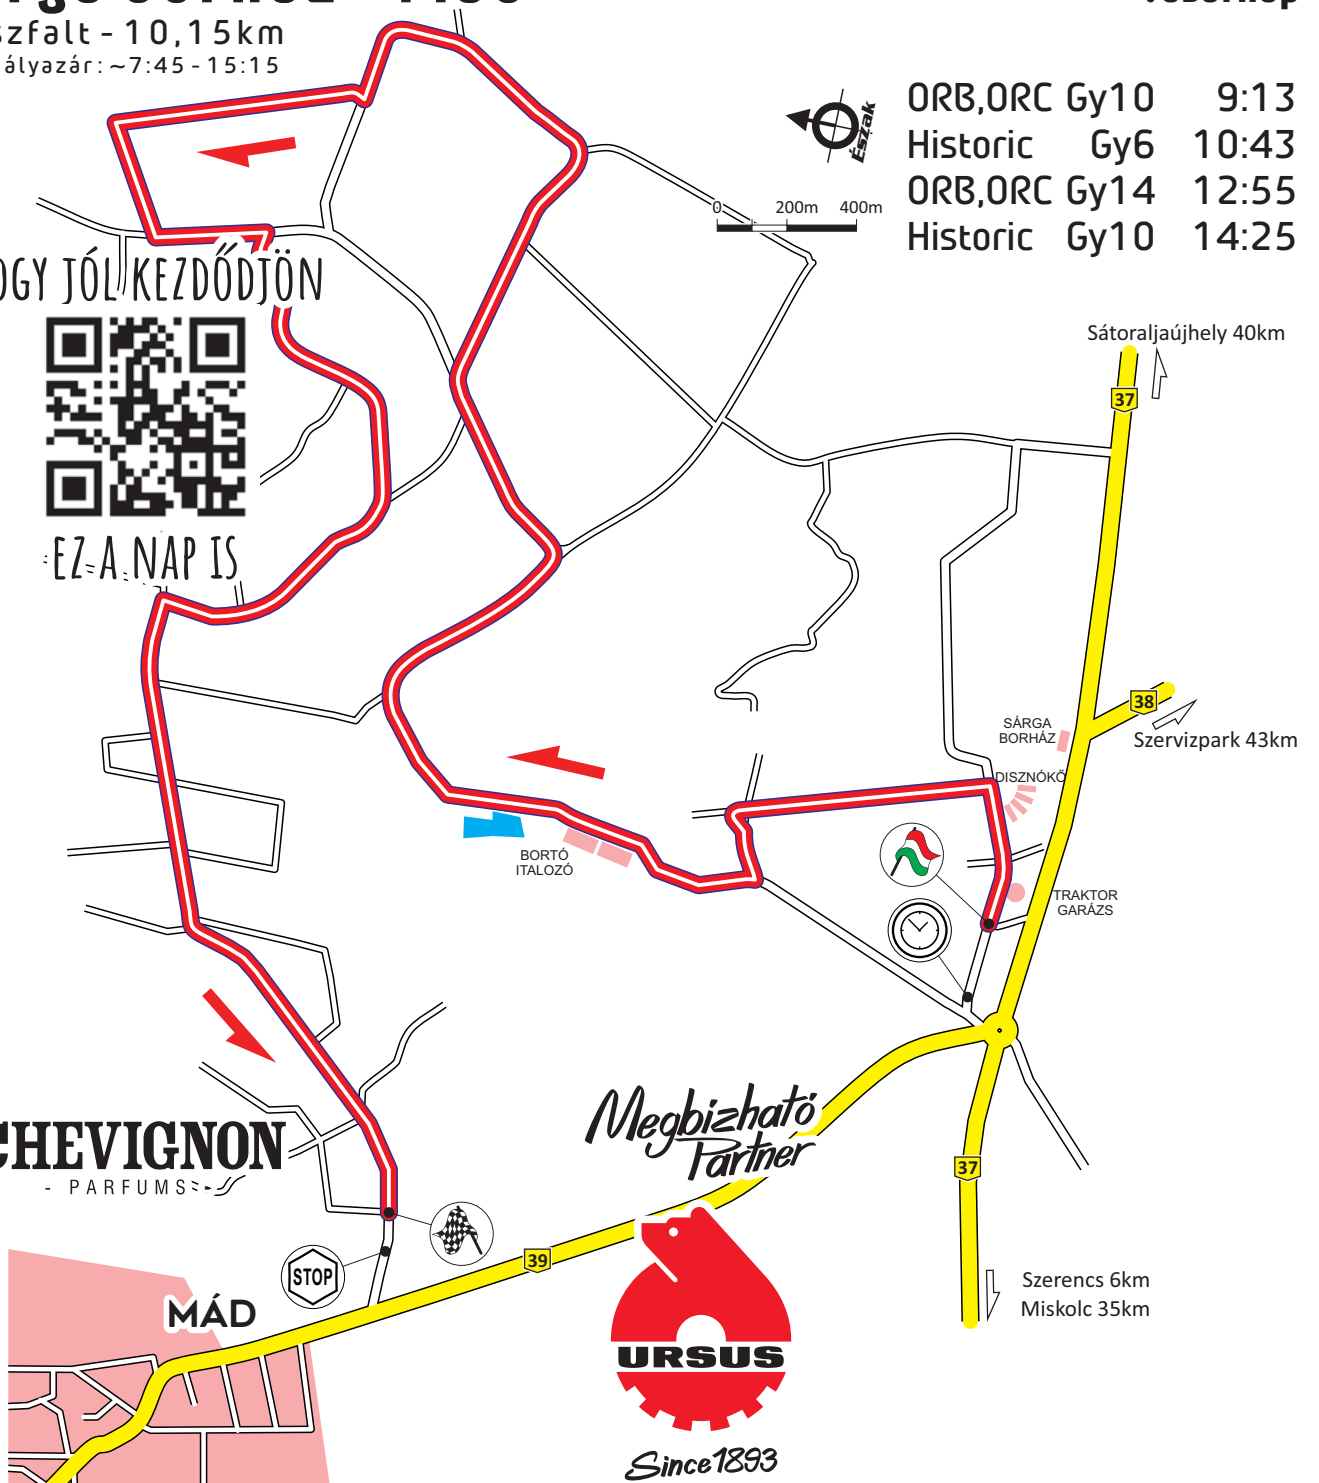 szfalt - 10,15km
ályazár: ~7:45 - 15:15
Észak
ORB,ORC Gy10 9:13
Historic Gy6 10:43
ORB,ORC Gy14 12:55
Historic Gy10 14:25
0 200m 400m
OGY JÓL KEZDŐDJÖN
EZ A NAP IS
Sátoraljaújhely 40km
37
38
Szervizpark 43km
SÁRGA
BORHÁZ
DISZNÓKŐ
BORTÓ
ITALOZÓ
TRAKTOR
GARÁZS
CHEVIGNON
- PARFUMS
Megbízható
Partner
37
39
STOP
MÁD
Szerencs 6km
Miskolc 35km
URSUS
Since 1893